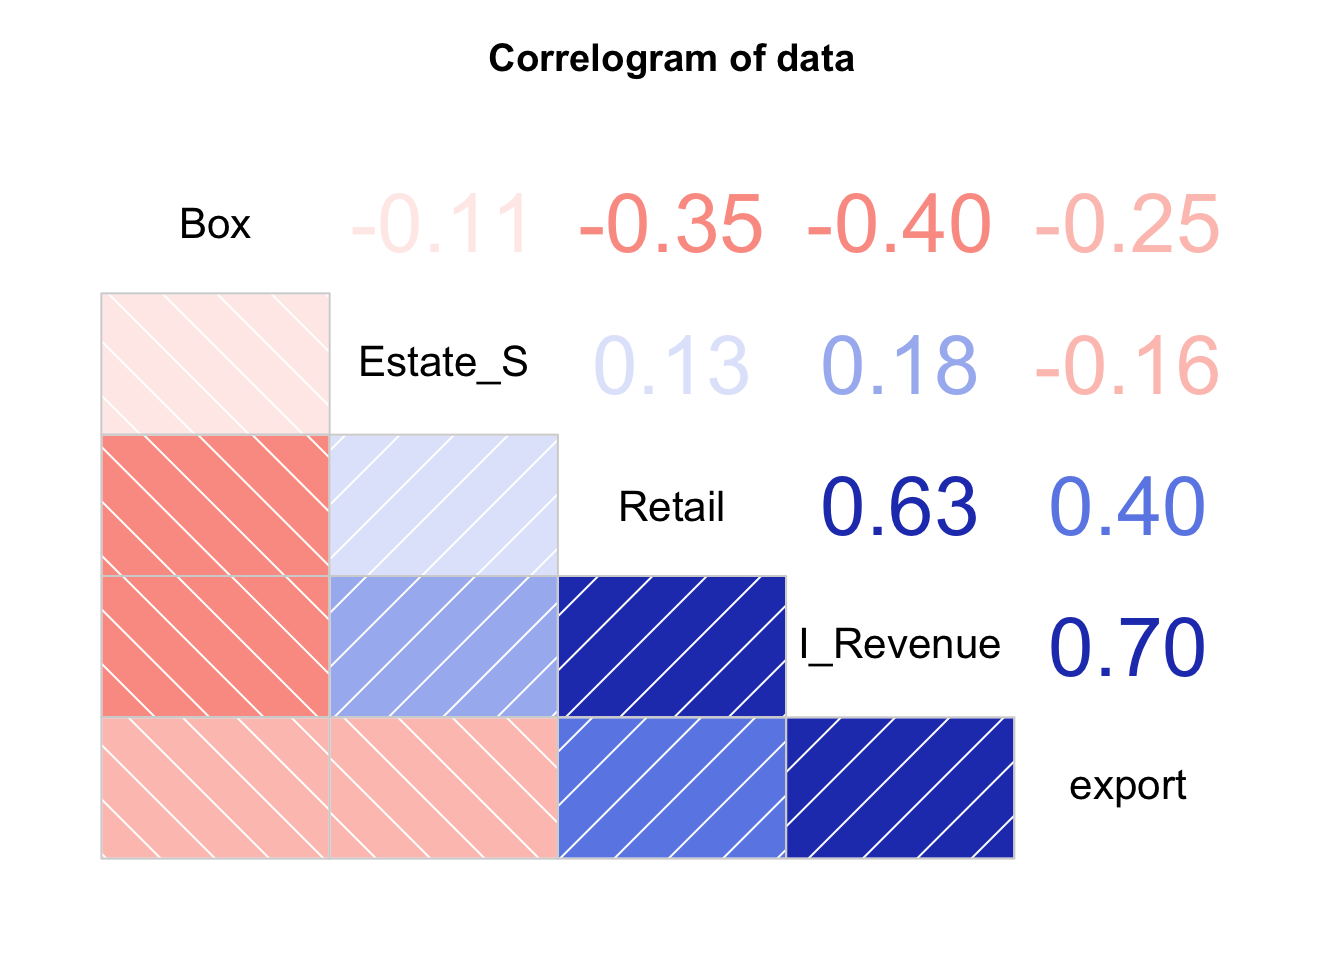 Correlogram of data
Box -0.11 -0.35 -0.40 -0.25
Estate_S 0.13 0.18 -0.16
Retail 0.63 0.40
I_Revenue 0.70
export